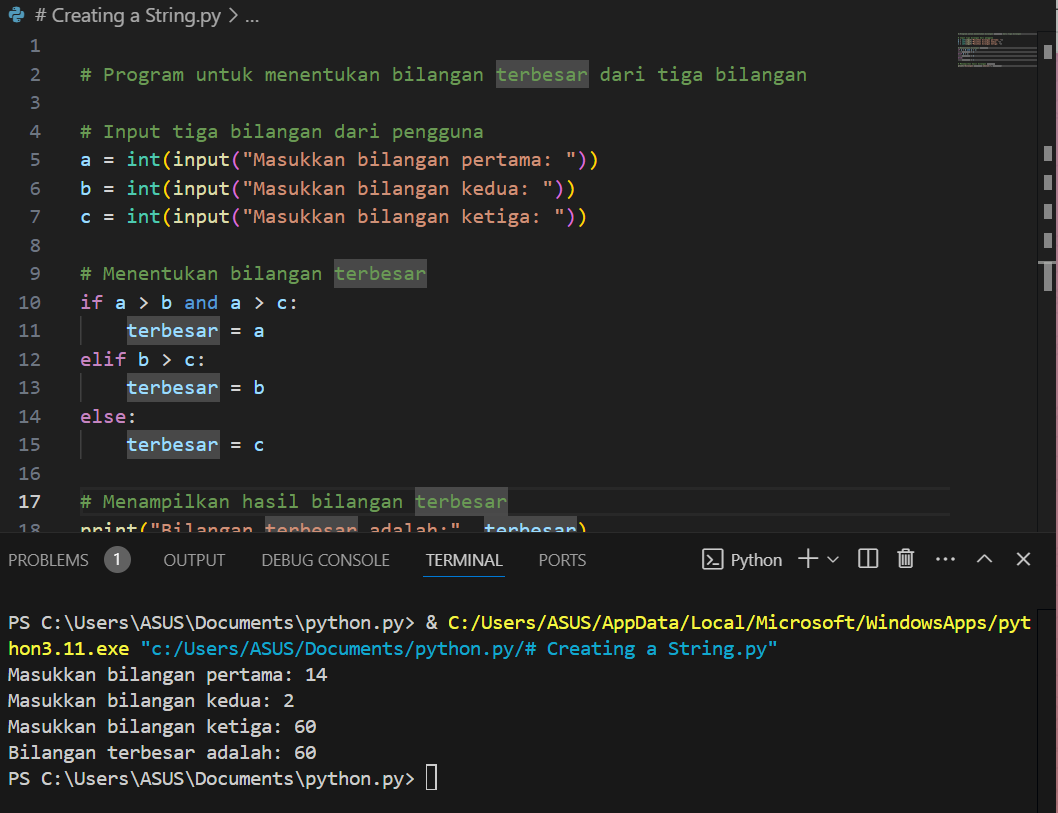 # Creating a String.py > ...
1
2 # Program untuk menentukan bilangan terbesar dari tiga bilangan
3
4 # Input tiga bilangan dari pengguna
5 a = int(input("Masukkan bilangan pertama: "))
6 b = int(input("Masukkan bilangan kedua: "))
7 c = int(input("Masukkan bilangan ketiga: "))
8
9 # Menentukan bilangan terbesar
10 if a > b and a > c:
11     terbesar = a
12 elif b > c:
13     terbesar = b
14 else:
15     terbesar = c
16
17 # Menampilkan hasil bilangan terbesar
18 print("Bilangan terbesar adalah:", terbesar)
PROBLEMS 1 OUTPUT DEBUG CONSOLE TERMINAL PORTS Python
PS C:\Users\ASUS\Documents\python.py> & C:/Users/ASUS/AppData/Local/Microsoft/WindowsApps/pyt
hon3.11.exe "c:/Users/ASUS/Documents/python.py/# Creating a String.py"
Masukkan bilangan pertama: 14
Masukkan bilangan kedua: 2
Masukkan bilangan ketiga: 60
Bilangan terbesar adalah: 60
PS C:\Users\ASUS\Documents\python.py>